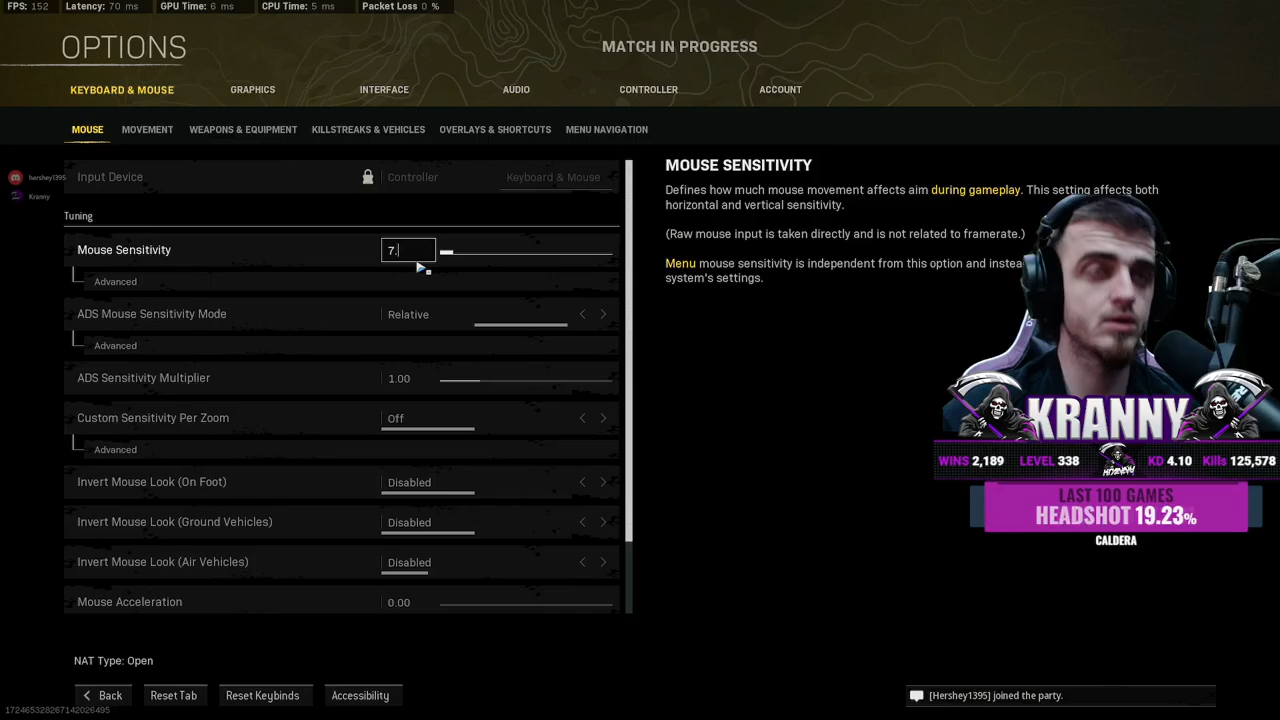 FPS: 152 Latency: 70 ms GPU Time: 6 ms CPU Time: 5 ms Packet Loss 0 %
OPTIONS
MATCH IN PROGRESS
KEYBOARD & MOUSE GRAPHICS INTERFACE AUDIO CONTROLLER ACCOUNT
MOUSE MOVEMENT WEAPONS & EQUIPMENT KILLSTREAKS & VEHICLES OVERLAYS & SHORTCUTS MENU NAVIGATION
hershey1395
Kranny
Input Device Controller Keyboard & Mouse
Tuning
Mouse Sensitivity 7.
Advanced
ADS Mouse Sensitivity Mode Relative
Advanced
ADS Sensitivity Multiplier 1.00
Custom Sensitivity Per Zoom Off
Advanced
Invert Mouse Look (On Foot) Disabled
Invert Mouse Look (Ground Vehicles) Disabled
Invert Mouse Look (Air Vehicles) Disabled
Mouse Acceleration 0.00
MOUSE SENSITIVITY
Defines how much mouse movement affects aim during gameplay. This setting affects both
horizontal and vertical sensitivity.
(Raw mouse input is taken directly and is not related to framerate.)
Menu mouse sensitivity is independent from this option and instea
system's settings.
KRANNY
WINS 2,189 LEVEL 338 KD 4.10 Kills 125,578
LAST 100 GAMES
HEADSHOT 19.23%
CALDERA
NAT Type: Open
Back Reset Tab Reset Keybinds Accessibility
[Hershey1395] joined the party.
17246532826714202649​5